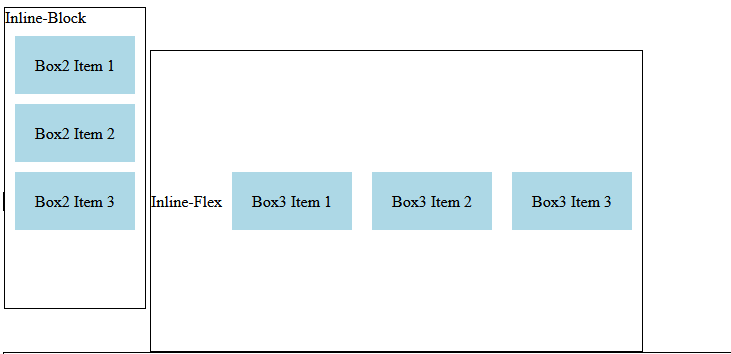 Inline-Block
Box2 Item 1
Box2 Item 2
Box2 Item 3
Inline-Flex
Box3 Item 1
Box3 Item 2
Box3 Item 3